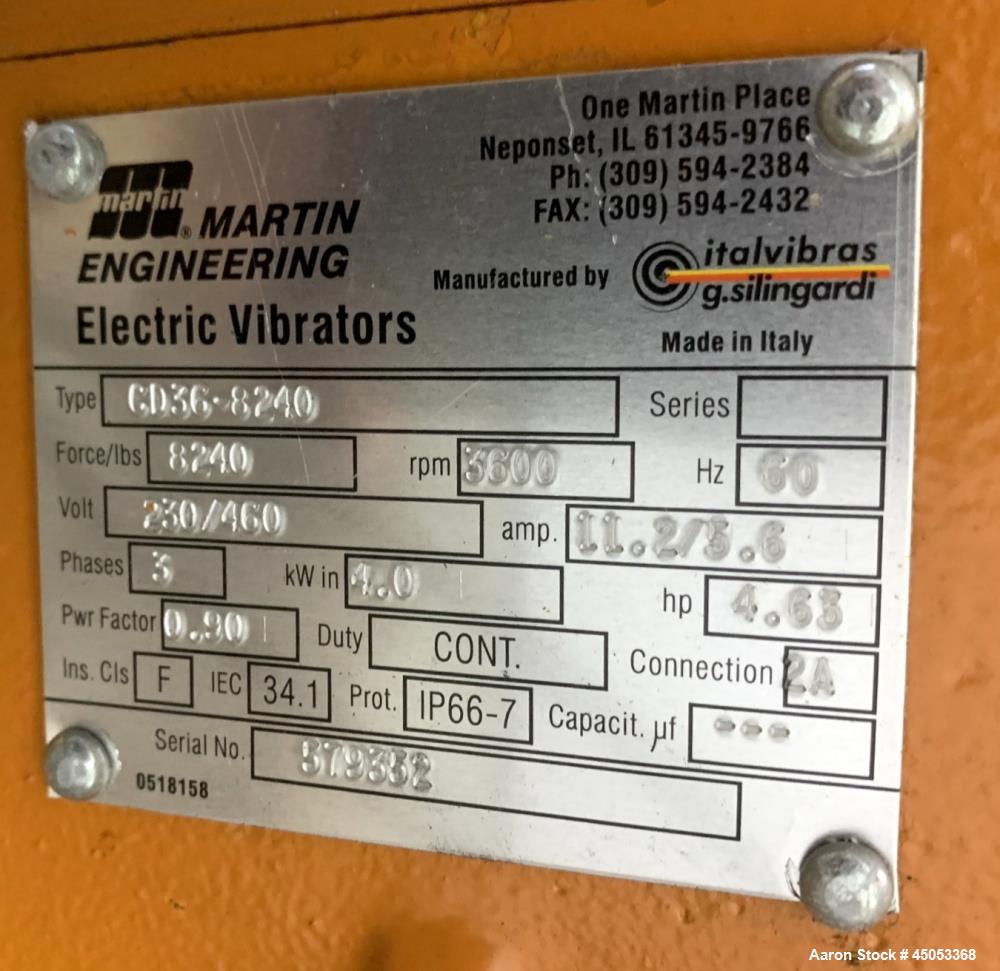 One Martin Place
Neponset, IL 61345-9766
Ph: (309) 594-2384
FAX: (309) 594-2432
martin
® MARTIN
ENGINEERING
Electric Vibrators
Manufactured by italvibras
g.silingardi
Made in Italy
Type CD36-8240 Series
Force/lbs 8240 rpm 3600 Hz 60
Volt 230/460 amp. 11.2/5.6
Phases 3 kW in 4.0 hp 4.63
Pwr Factor 0.90 Duty CONT. Connection 2A
Ins. Cls F IEC 34.1 Prot. IP66-7 Capacit. µf ---
Serial No. 579352
0518158
Aaron Stock # 45053368